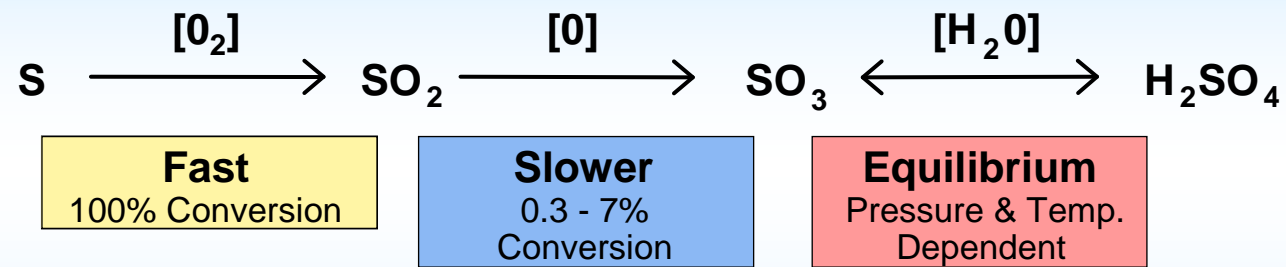 [0₂] [0] [H₂0]
S SO₂ SO₃ H₂SO₄
Fast
100% Conversion
Slower
0.3 - 7%
Conversion
Equilibrium
Pressure & Temp.
Dependent